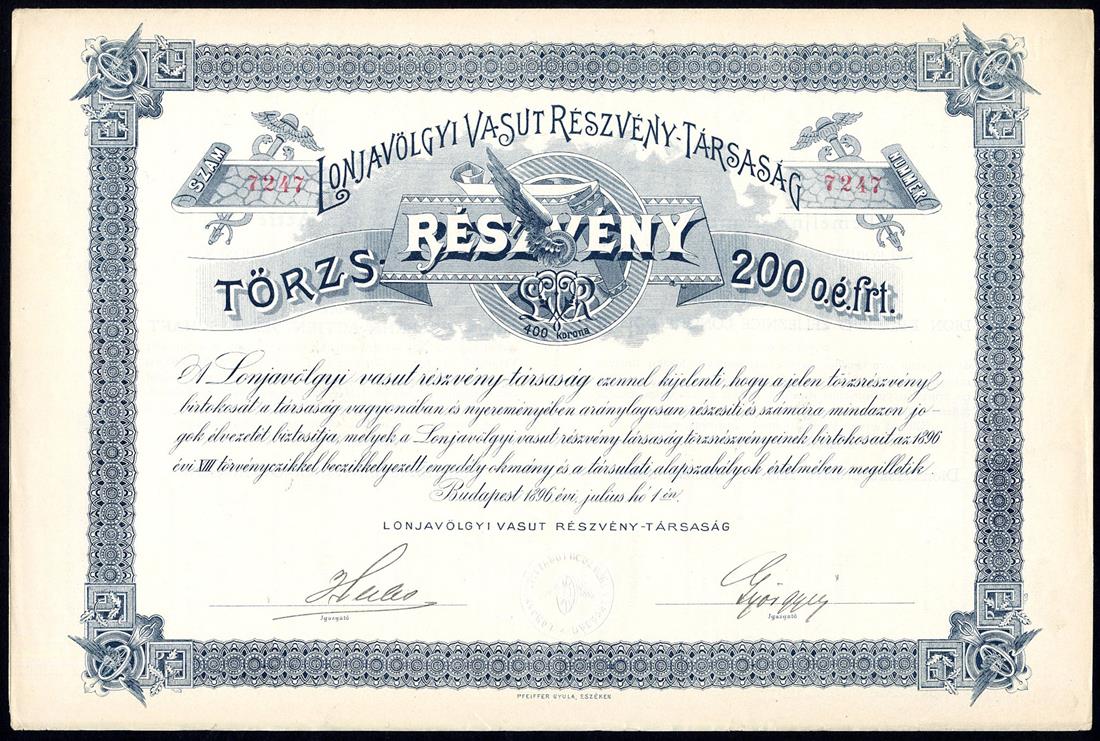 LONJAVÖLGYI VASUT RÉSZVÉNY-TÁRSASÁG
SZÁM
7247
NUMMER
7247
TÖRZS-RÉSZVÉNY 200 o.é.frt.
LVR
400 korona
A Lonjavölgyi vasut részvény-társaság ezennel kijelenti, hogy a jelen törzsrészvény
birtokosát a társaság vagyonában és nyereményében aránylagosan részesiti és számára mindazon jo-
gok élvezetét biztositja, melyek a Lonjavölgyi vasut részvény társaság törzsrészvényeinek birtokosait az 1896
évi VIII törvényczikkel beczikkelyezett engedély okmány és a társulati alapszabályok értelmében megilletik.
Budapest 1896 évi, julius hó 1-én.
LONJAVÖLGYI VASUT RÉSZVÉNY-TÁRSASÁG
Igazgató
Györgyey
Igazgató
PFEIFFER GYULA, ESZÉKEN